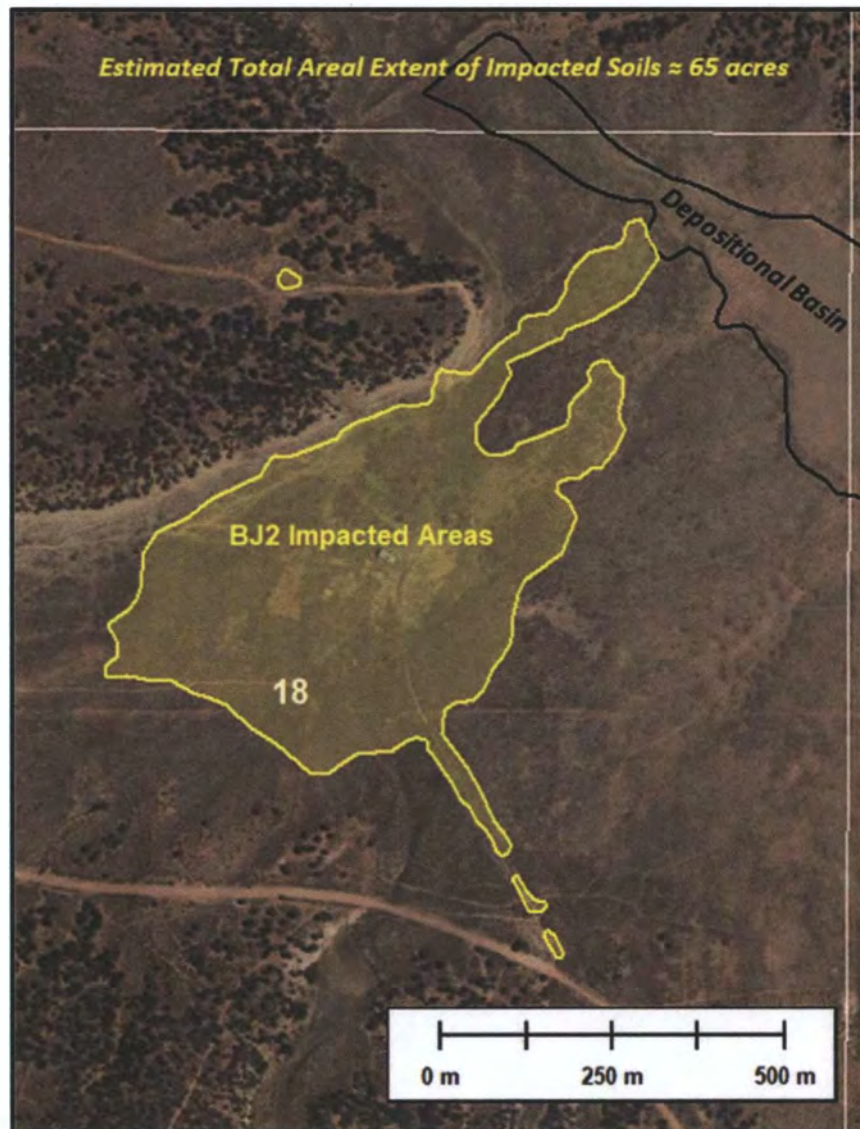 Estimated Total Areal Extent of Impacted Soils ≈ 65 acres
Depositional Basin
BJ2 Impacted Areas
18
0 m 250 m 500 m